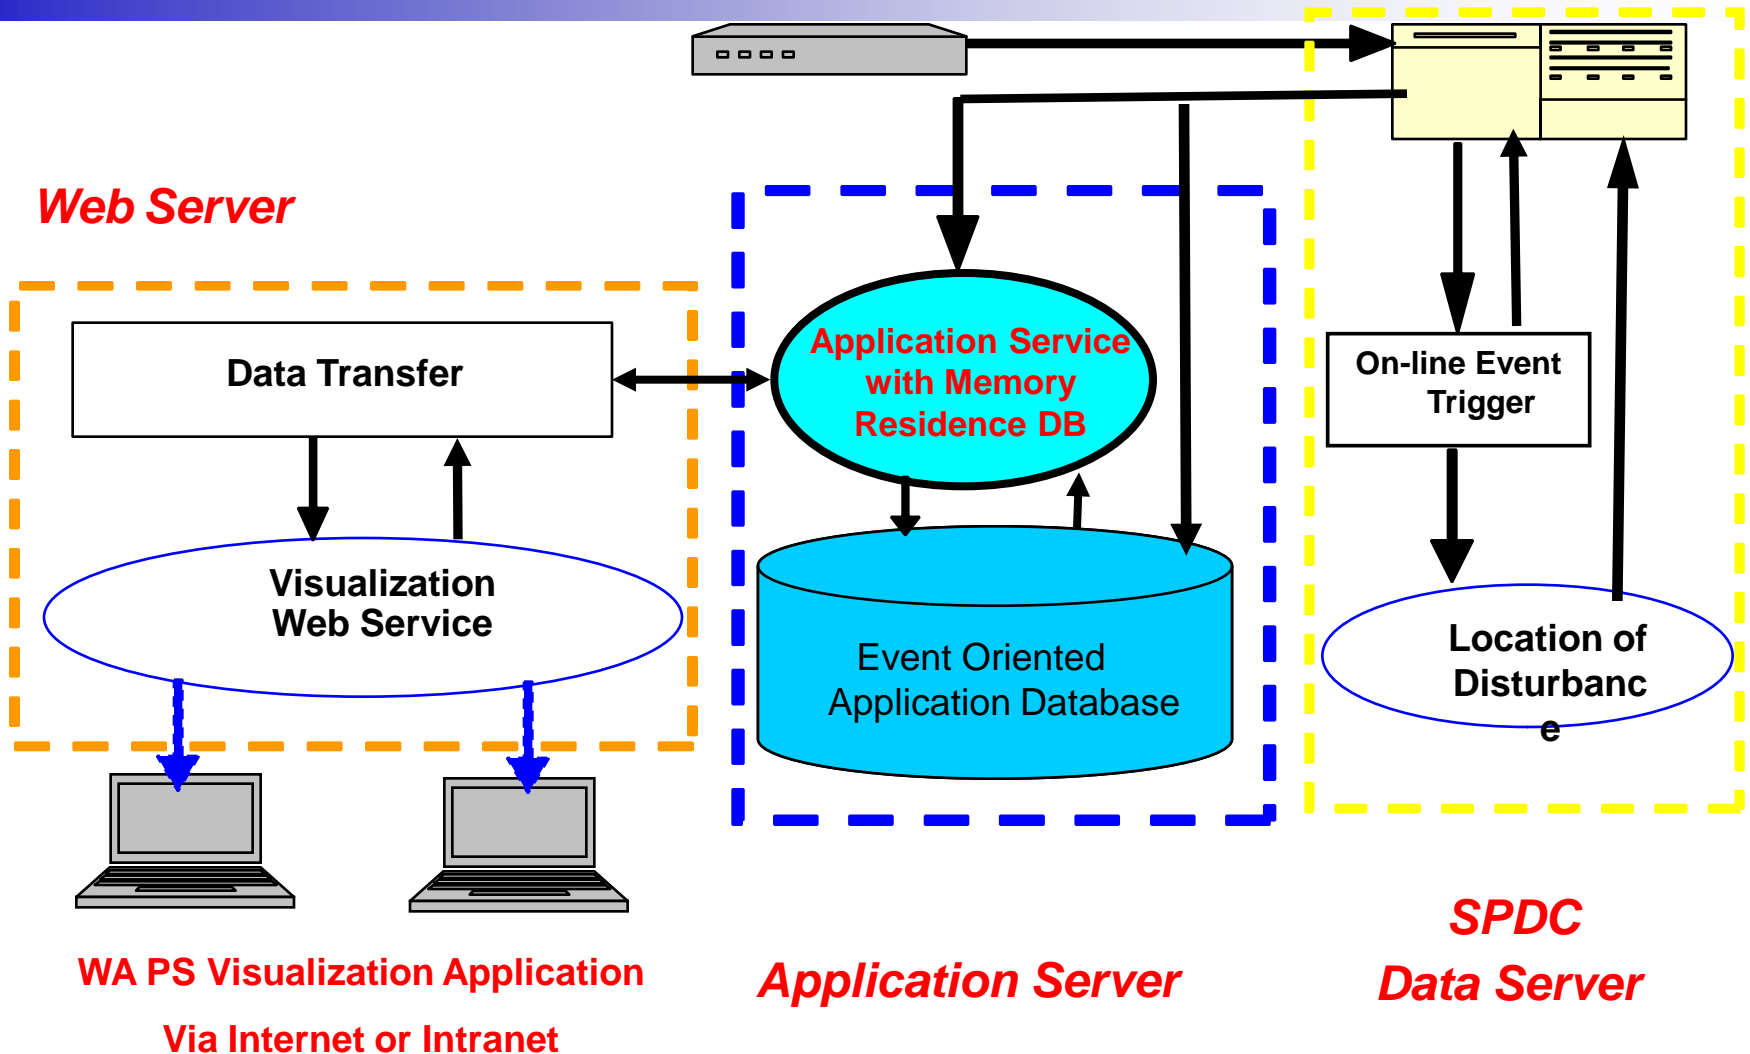 Web Server
Data Transfer
Visualization
Web Service
Application Service
with Memory
Residence DB
Event Oriented
Application Database
On-line Event
Trigger
Location of
Disturbanc
e
WA PS Visualization Application
Via Internet or Intranet
Application Server
SPDC
Data Server